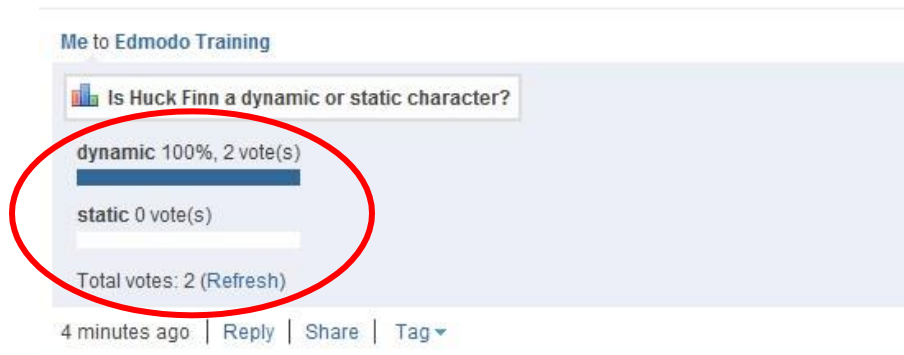 Me to Edmodo Training
Is Huck Finn a dynamic or static character?
dynamic 100%, 2 vote(s)
static 0 vote(s)
Total votes: 2 (Refresh)
4 minutes ago | Reply | Share | Tag